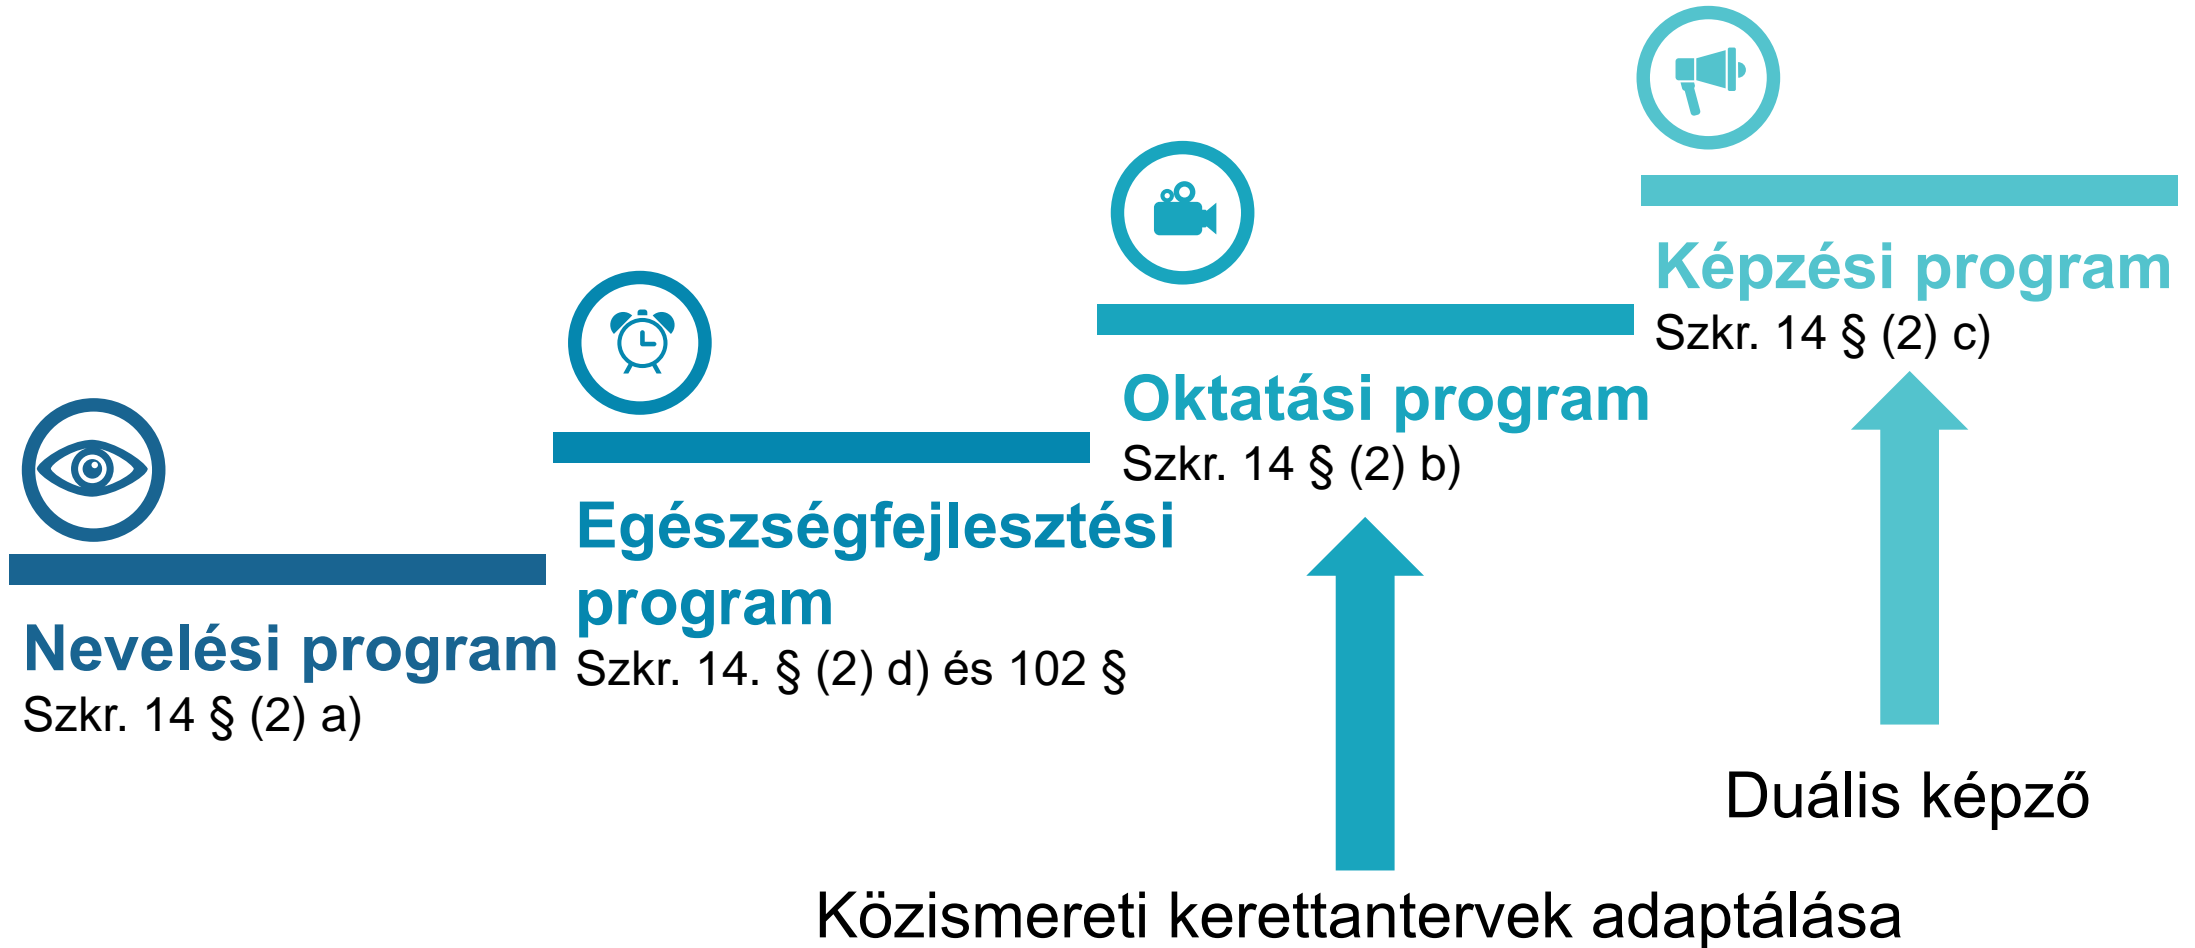 Nevelési program
Szkr. 14 § (2) a)
Egészségfejlesztési
program
Szkr. 14. § (2) d) és 102 §
Oktatási program
Szkr. 14 § (2) b)
Képzési program
Szkr. 14 § (2) c)
Duális képző
Közismereti kerettantervek adaptálása